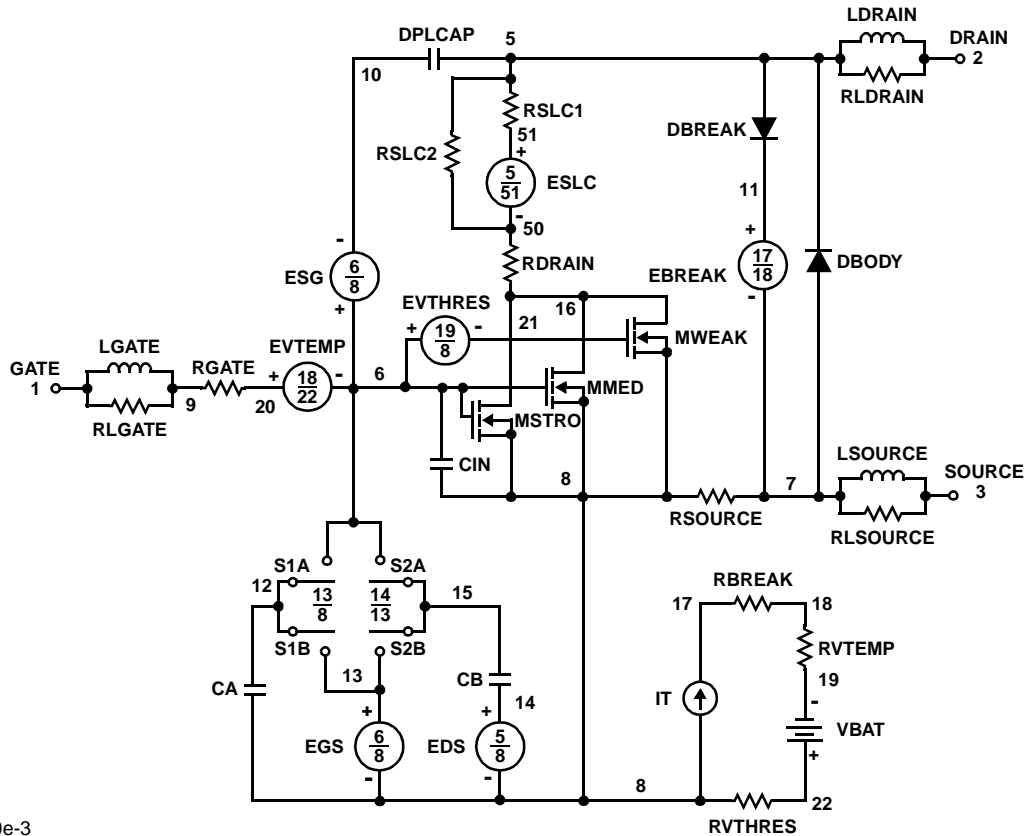 LDRAIN
DPLCAP 5 DRAIN
10 2
RLDRAIN
RSLC1
DBREAK
51
+
RSLC2
5
51
ESLC
11
-
50
-
+
RDRAIN
17
18
EBREAK
DBODY
6
8
ESG
EVTHRES
16
-
+
+
19
8
-
21
MWEAK
LGATE
EVTEMP
GATE
RGATE
+
18
22
-
6
MMED
1
9
20
MSTRO
RLGATE
LSOURCE
CIN
8
7
SOURCE
3
RSOURCE
RLSOURCE
S1A
S2A
12
13
8
14
13
15
RBREAK
17
18
S1B
S2B
RVTEMP
13
CB
19
CA
IT
14
-
+
+
VBAT
EGS
6
8
EDS
5
8
+
-
-
8
22
RVTHRES
9e-3